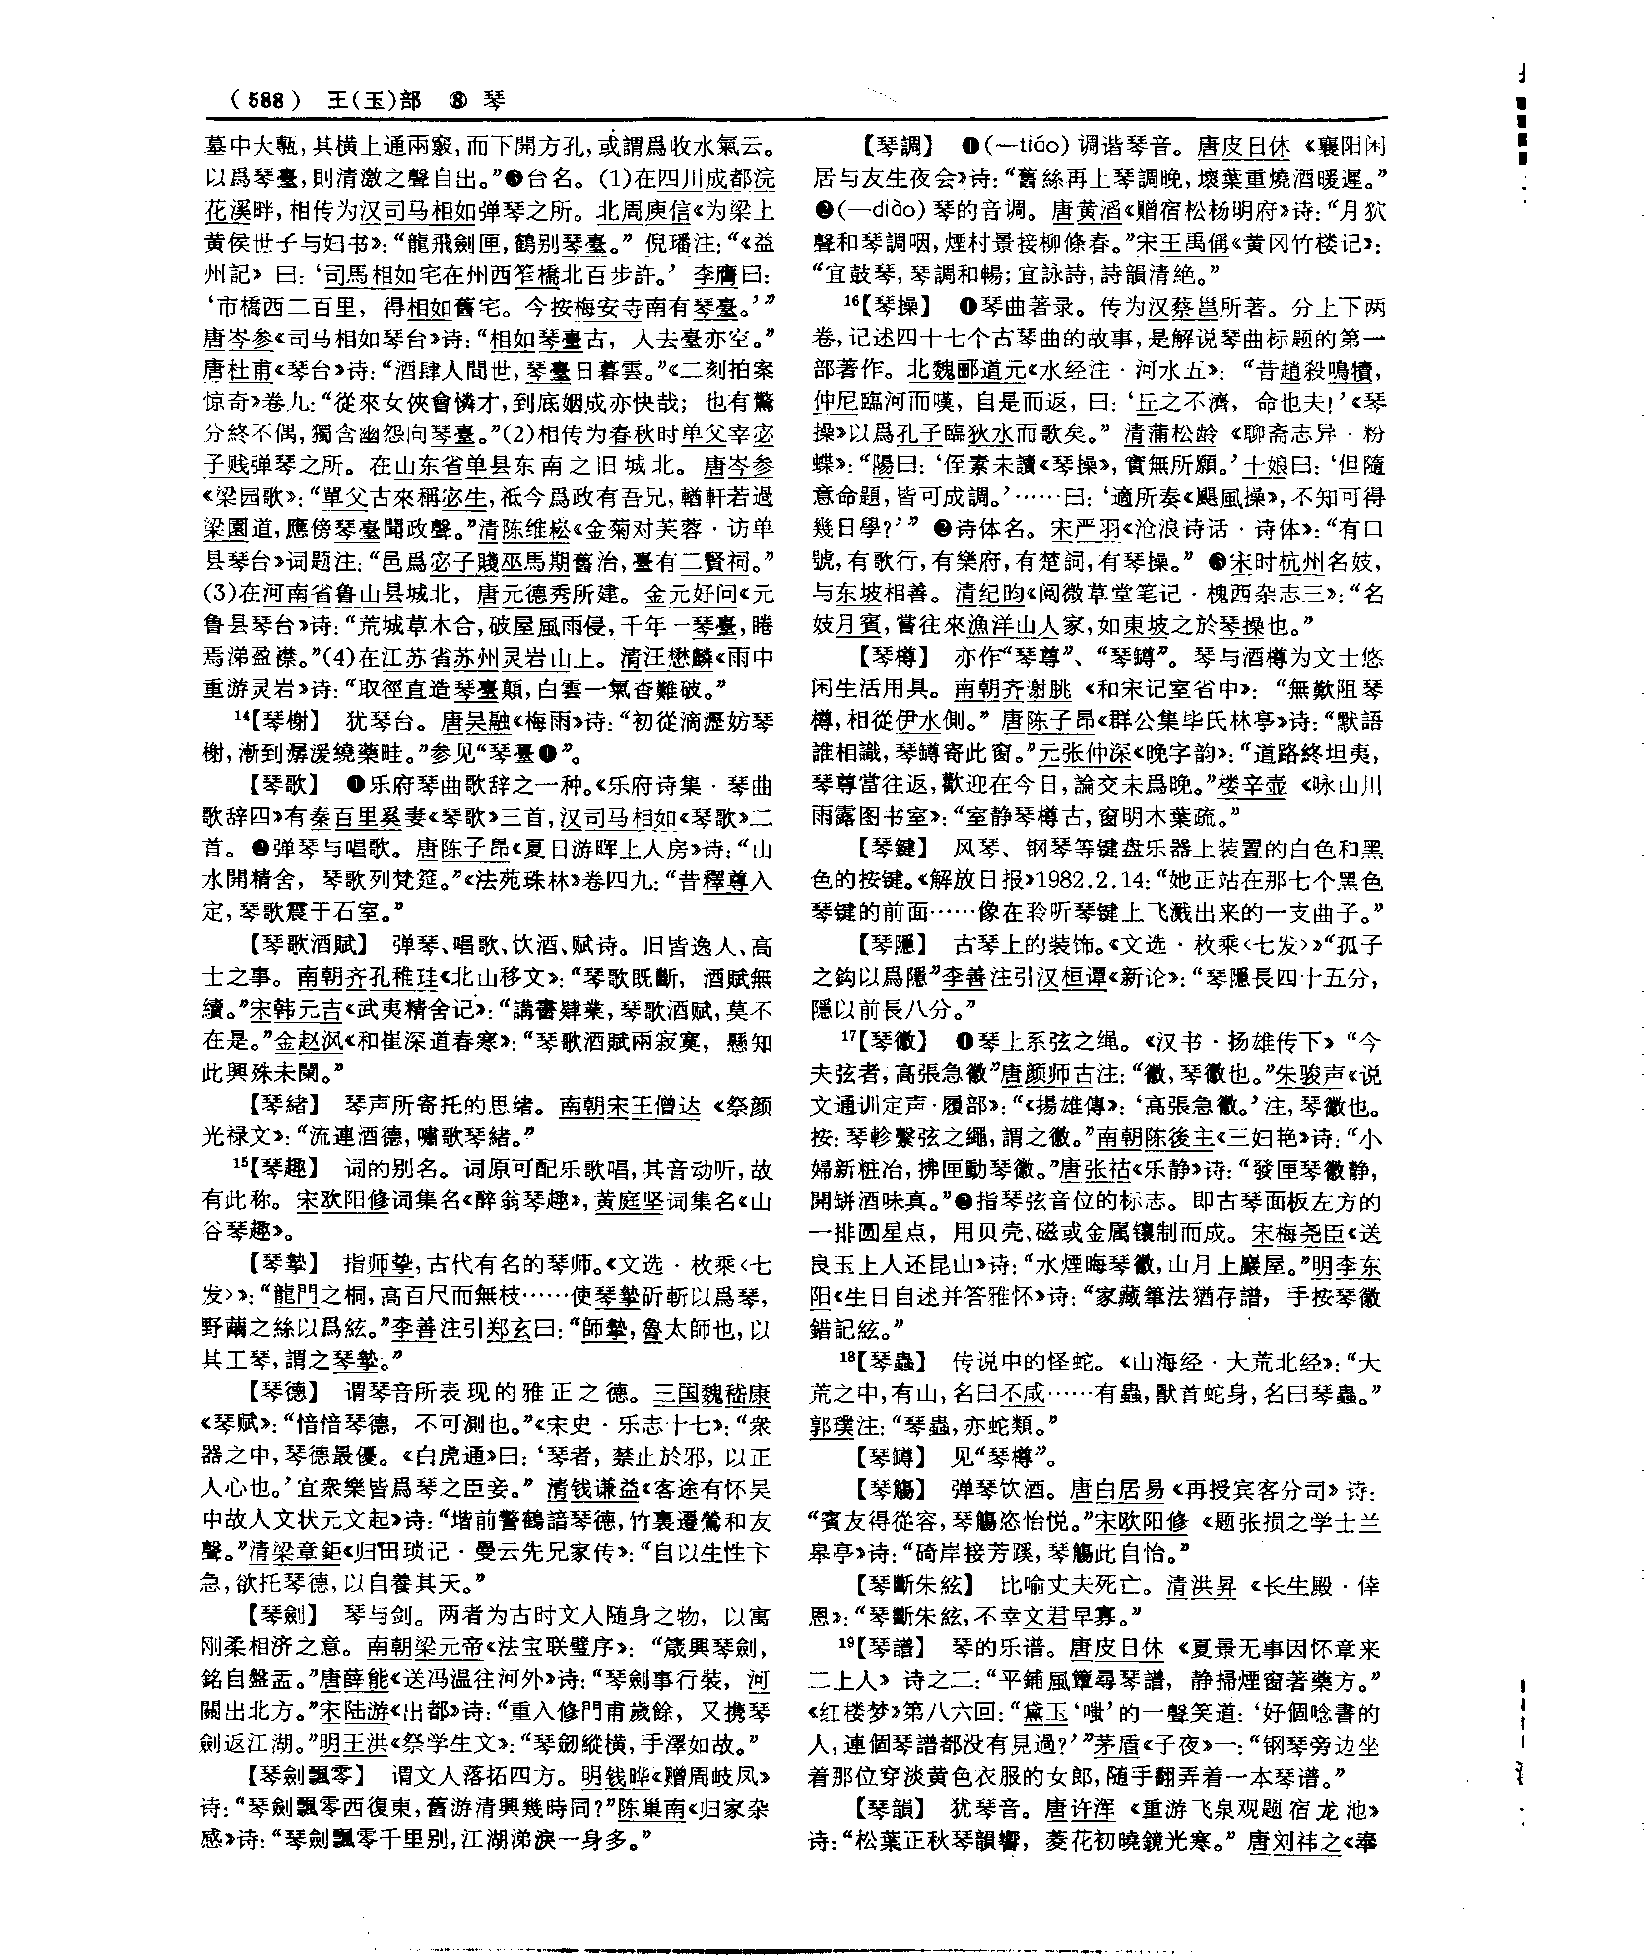 (588) 王(玉)部 ⑧ 琴
墓中大甎,其横上通兩竅,而下開方孔,或謂爲收水氣云。
以爲琴臺,則清激之聲自出。”❸台名。(1)在四川成都浣
花溪畔,相传为汉司马相如弹琴之所。北周庾信《为梁上
黄侯世子与妇书》:“龍飛劍匣,鶴别琴臺。” 倪璠注:“《益
州記》曰:‘司馬相如宅在州西笮橋北百步許。’ 李膺曰:
‘市橋西二百里, 得相如舊宅。今按梅安寺南有琴臺。’”
唐岑参《司马相如琴台》诗:“相如琴臺古, 人去臺亦空。”
唐杜甫《琴台》诗:“酒肆人間世,琴臺日暮雲。”《二刻拍案
惊奇》卷九:“從來女俠會憐才,到底姻成亦快哉; 也有驚
分終不偶,獨含幽怨向琴臺。”(2)相传为春秋时单父宰宓
子贱弹琴之所。在山东省单县东南之旧城北。唐岑参
《梁园歌》:“單父古來稱宓生,祗今爲政有吾兄,輶軒若過
梁園道,應傍琴臺聞政聲。”清陈维崧《金菊对芙蓉·访单
县琴台》词题注:“邑爲宓子賤巫馬期舊治,臺有二賢祠。”
(3)在河南省鲁山县城北, 唐元德秀所建。金元好问《元
鲁县琴台》诗:“荒城草木合,破屋風雨侵,千年一琴臺,睠
焉涕盈襟。”(4)在江苏省苏州灵岩山上。清汪懋麟《雨中
重游灵岩》诗:“取徑直造琴臺顛,白雲一氣杳難破。”
14【琴榭】 犹琴台。唐吴融《梅雨》诗:“初從滴瀝妨琴
榭,漸到潺湲繞藥畦。”参见“琴臺❶”。
【琴歌】 ❶乐府琴曲歌辞之一种。《乐府诗集·琴曲
歌辞四》有秦百里奚妻《琴歌》三首,汉司马相如《琴歌》二
首。❷弹琴与唱歌。唐陈子昂《夏日游晖上人房》诗:“山
水開精舍, 琴歌列梵筵。”《法苑珠林》卷四九:“昔釋尊入
定,琴歌震于石室。”
【琴歌酒賦】 弹琴、唱歌、饮酒、赋诗。旧皆逸人、高
士之事。南朝齐孔稚珪《北山移文》:“琴歌既斷, 酒賦無
續。”宋韩元吉《武夷精舍记》:“講書肄業,琴歌酒賦,莫不
在是。”金赵沨《和崔深道春寒》:“琴歌酒賦兩寂寞, 懸知
此興殊未闌。”
【琴緒】 琴声所寄托的思绪。南朝宋王僧达《祭颜
光禄文》:“流連酒德,嘯歌琴緒。”
15【琴趣】 词的别名。词原可配乐歌唱,其音动听,故
有此称。宋欧阳修词集名《醉翁琴趣》,黄庭坚词集名《山
谷琴趣》。
【琴摯】 指师挚,古代有名的琴师。《文选·枚乘〈七
发〉》:“龍門之桐,高百尺而無枝……使琴摯斫斬以爲琴,
野繭之絲以爲絃。”李善注引郑玄曰:“師摯,魯太師也,以
其工琴,謂之琴摯。”
【琴德】 谓琴音所表现的雅正之德。三国魏嵇康
《琴赋》:“愔愔琴德, 不可測也。”《宋史·乐志十七》:“衆
器之中,琴德最優。《白虎通》曰:‘琴者, 禁止於邪, 以正
人心也。’宜衆樂皆爲琴之臣妾。” 清钱谦益《客途有怀吴
中故人文状元文起》诗:“堦前警鶴諳琴德,竹裏遷鶯和友
聲。”清梁章鉅《归田琐记·曼云先兄家传》:“自以生性卞
急,欲托琴德,以自養其天。”
【琴劍】 琴与剑。两者为古时文人随身之物, 以寓
刚柔相济之意。南朝梁元帝《法宝联璧序》: “箴興琴劍,
銘自盤盂。”唐薛能《送冯温往河外》诗:“琴劍事行裝, 河
關出北方。”宋陆游《出都》诗:“重入修門甫歲餘, 又携琴
劍返江湖。”明王洪《祭学生文》:“琴劒縱横,手澤如故。”
【琴劍飄零】 谓文人落拓四方。明钱晔《赠周岐凤》
诗:“琴劍飄零西復東,舊游清興幾時同?”陈巢南《归家杂
感》诗:“琴劍飄零千里别,江湖涕淚一身多。”
【琴調】 ❶(—tiáo) 调谐琴音。唐皮日休《襄阳闲
居与友生夜会》诗:“舊絲再上琴調晚,壞葉重燒酒暖遲。”
❷(—diào) 琴的音调。唐黄滔《赠宿松杨明府》诗:“月狖
聲和琴調咽,煙村景接柳條春。”宋王禹偁《黄冈竹楼记》:
“宜鼓琴,琴調和暢;宜詠詩,詩韻清絶。”
16【琴操】 ❶琴曲著录。传为汉蔡邕所著。分上下两
卷,记述四十七个古琴曲的故事,是解说琴曲标题的第一
部著作。北魏郦道元《水经注·河水五》: “昔趙殺鳴犢,
仲尼臨河而嘆, 自是而返, 曰:‘丘之不濟, 命也夫!’《琴
操》以爲孔子臨狄水而歌矣。” 清蒲松龄《聊斋志异·粉
蝶》:“陽曰:‘侄素未讀《琴操》,實無所願。’十娘曰:‘但隨
意命題,皆可成調。’……曰:‘適所奏《颶風操》,不知可得
幾日學?’” ❷诗体名。宋严羽《沧浪诗话·诗体》:“有口
號,有歌行,有樂府,有楚詞,有琴操。” ❸宋时杭州名妓,
与东坡相善。清纪昀《阅微草堂笔记·槐西杂志三》:“名
妓月賓,嘗往來漁洋山人家,如東坡之於琴操也。”
【琴樽】 亦作“琴尊”、“琴罇”。琴与酒樽为文士悠
闲生活用具。南朝齐谢朓《和宋记室省中》: “無歎阻琴
樽,相從伊水側。” 唐陈子昂《群公集毕氏林亭》诗:“默語
誰相識,琴罇寄此窗。”元张仲深《晚字韵》:“道路終坦夷,
琴尊當往返,歡迎在今日,論交未爲晚。”楼辛壶《咏山川
雨露图书室》:“室静琴樽古,窗明木葉疏。”
【琴键】 风琴、钢琴等键盘乐器上装置的白色和黑
色的按键。《解放日报》1982.2.14:“她正站在那七个黑色
琴键的前面……像在聆听琴键上飞溅出来的一支曲子。”
【琴隱】 古琴上的装饰。《文选·枚乘〈七发〉》“孤子
之鈎以爲隱”李善注引汉桓谭《新论》:“琴隱長四十五分,
隱以前長八分。”
17【琴徽】 ❶琴上系弦之绳。《汉书·扬雄传下》“今
夫弦者,高張急徽”唐颜师古注:“徽,琴徽也。”朱骏声《说
文通训定声·履部》:“《揚雄傳》:‘高張急徽。’注,琴徽也。
按:琴軫繫弦之繩,謂之徽。”南朝陈後主《三妇艳》诗:“小
婦新粧冶,拂匣動琴徽。”唐张祜《乐静》诗:“發匣琴徽静,
開缾酒味真。”❷指琴弦音位的标志。即古琴面板左方的
一排圆星点, 用贝壳、磁或金属镶制而成。宋梅尧臣《送
良玉上人还昆山》诗:“水煙晦琴徽,山月上巖屋。”明李东
阳《生日自述并答雅怀》诗:“家藏筆法猶存譜, 手按琴徽
錯記絃。”
18【琴蟲】 传说中的怪蛇。《山海经·大荒北经》:“大
荒之中,有山,名曰不咸……有蟲,獸首蛇身,名曰琴蟲。”
郭璞注:“琴蟲,亦蛇類。”
【琴罇】 见“琴樽”。
【琴觴】 弹琴饮酒。唐白居易《再授宾客分司》诗:
“賓友得從容,琴觴恣怡悦。”宋欧阳修《题张损之学士兰
皋亭》诗:“碕岸接芳蹊,琴觴此自怡。”
【琴斷朱絃】 比喻丈夫死亡。清洪昇《长生殿·倖
恩》:“琴斷朱絃,不幸文君早寡。”
19【琴譜】 琴的乐谱。唐皮日休《夏景无事因怀章来
二上人》诗之二:“平鋪風簟尋琴譜, 静掃煙窗著藥方。”
《红楼梦》第八六回:“黛玉‘嗤’的一聲笑道:‘好個唸書的
人,連個琴譜都没有見過?’”茅盾《子夜》一:“钢琴旁边坐
着那位穿淡黄色衣服的女郎,随手翻弄着一本琴谱。”
【琴韻】 犹琴音。唐许浑《重游飞泉观题宿龙池》
诗:“松葉正秋琴韻響, 菱花初曉鏡光寒。” 唐刘祎之《奉